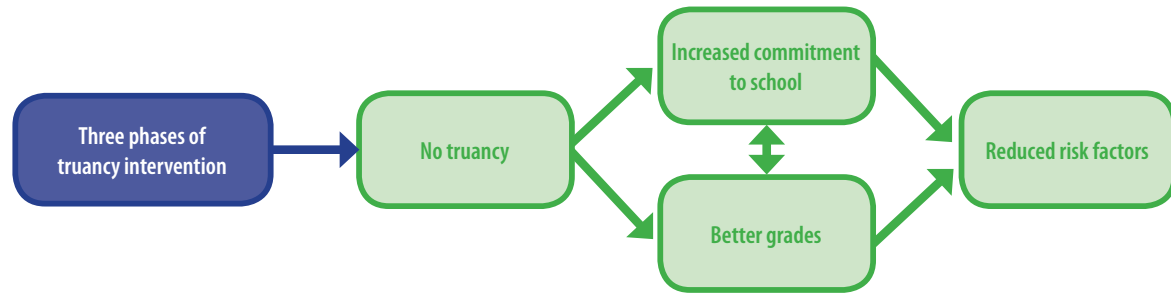 Three phases of
truancy intervention
No truancy
Increased commitment
to school
Better grades
Reduced risk factors